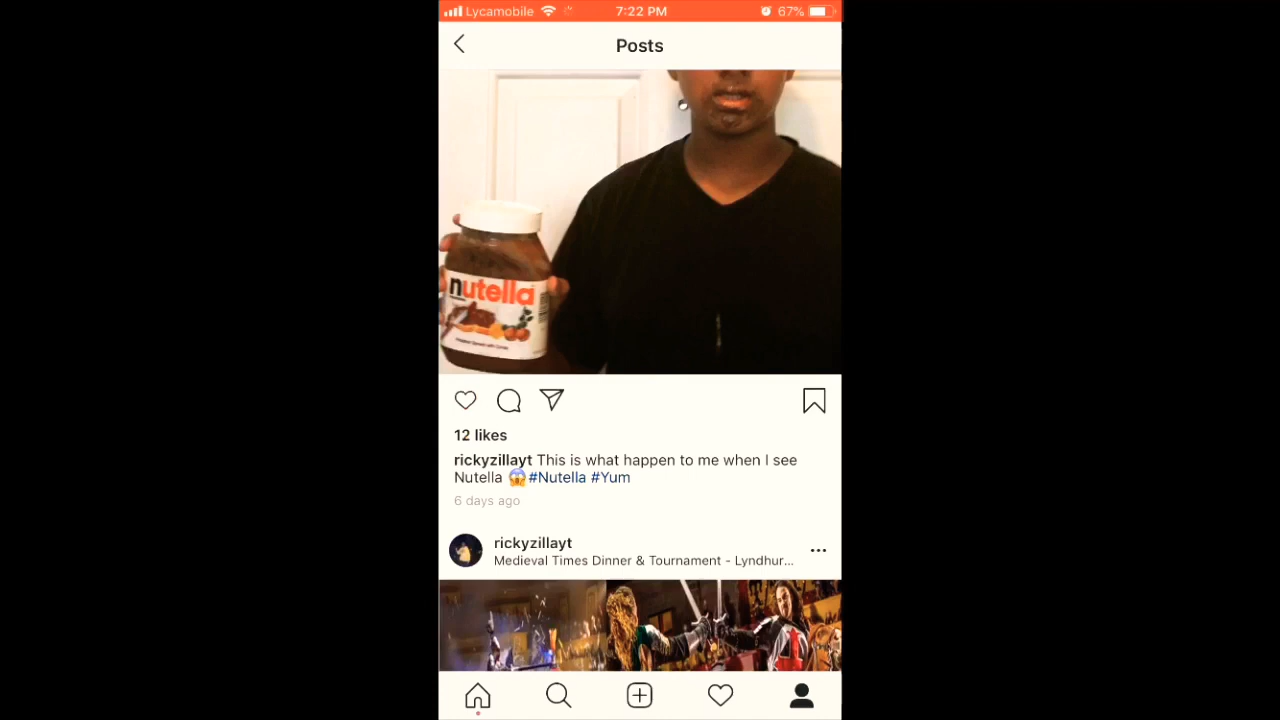 Lycamobile 7:22 PM 67%
Posts
nutella
12 likes
rickyzillayt This is what happen to me when I see
Nutella 😱 #Nutella #Yum
6 days ago
rickyzillayt
Medieval Times Dinner & Tournament - Lyndhur...